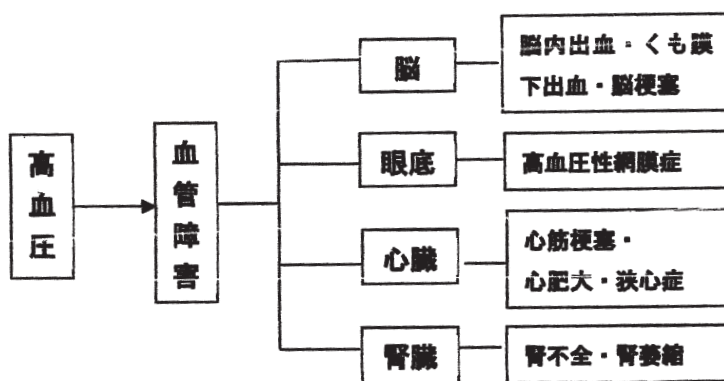 高血圧
血管障害
脳
脳内出血・くも膜
下出血・脳梗塞
眼底
高血圧性網膜症
心臓
心筋梗塞・
心肥大・狭心症
腎臓
腎不全・腎萎縮